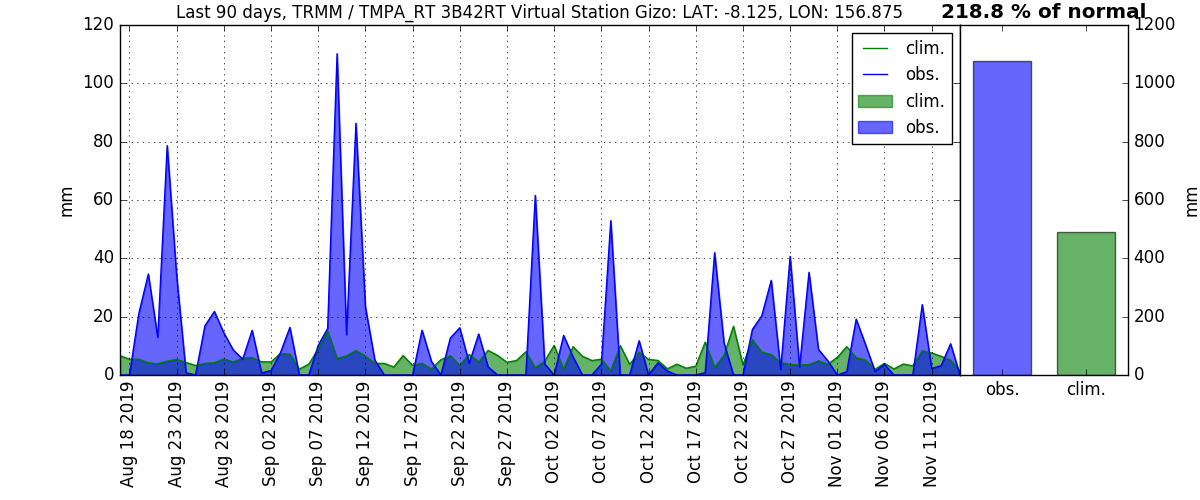 Last 90 days, TRMM / TMPA_RT 3B42RT Virtual Station Gizo: LAT: -8.125, LON: 156.875
218.8 % of normal
120
100
80
60
40
20
0
mm
clim.
obs.
clim.
obs.
1200
1000
800
600
400
200
0
mm
Aug 18 2019
Aug 23 2019
Aug 28 2019
Sep 02 2019
Sep 07 2019
Sep 12 2019
Sep 17 2019
Sep 22 2019
Sep 27 2019
Oct 02 2019
Oct 07 2019
Oct 12 2019
Oct 17 2019
Oct 22 2019
Oct 27 2019
Nov 01 2019
Nov 06 2019
Nov 11 2019
obs.
clim.